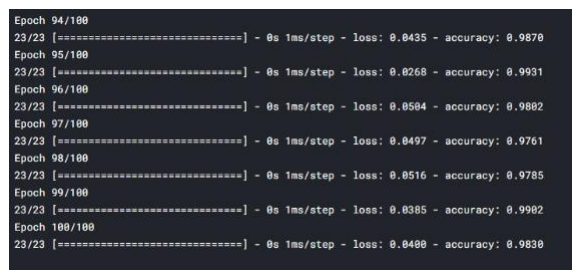 Epoch 94/100
23/23 [==============================] - 0s 1ms/step - loss: 0.0435 - accuracy: 0.9870
Epoch 95/100
23/23 [==============================] - 0s 1ms/step - loss: 0.0268 - accuracy: 0.9931
Epoch 96/100
23/23 [==============================] - 0s 1ms/step - loss: 0.0504 - accuracy: 0.9802
Epoch 97/100
23/23 [==============================] - 0s 1ms/step - loss: 0.0497 - accuracy: 0.9761
Epoch 98/100
23/23 [==============================] - 0s 1ms/step - loss: 0.0516 - accuracy: 0.9785
Epoch 99/100
23/23 [==============================] - 0s 1ms/step - loss: 0.0385 - accuracy: 0.9902
Epoch 100/100
23/23 [==============================] - 0s 1ms/step - loss: 0.0400 - accuracy: 0.9830